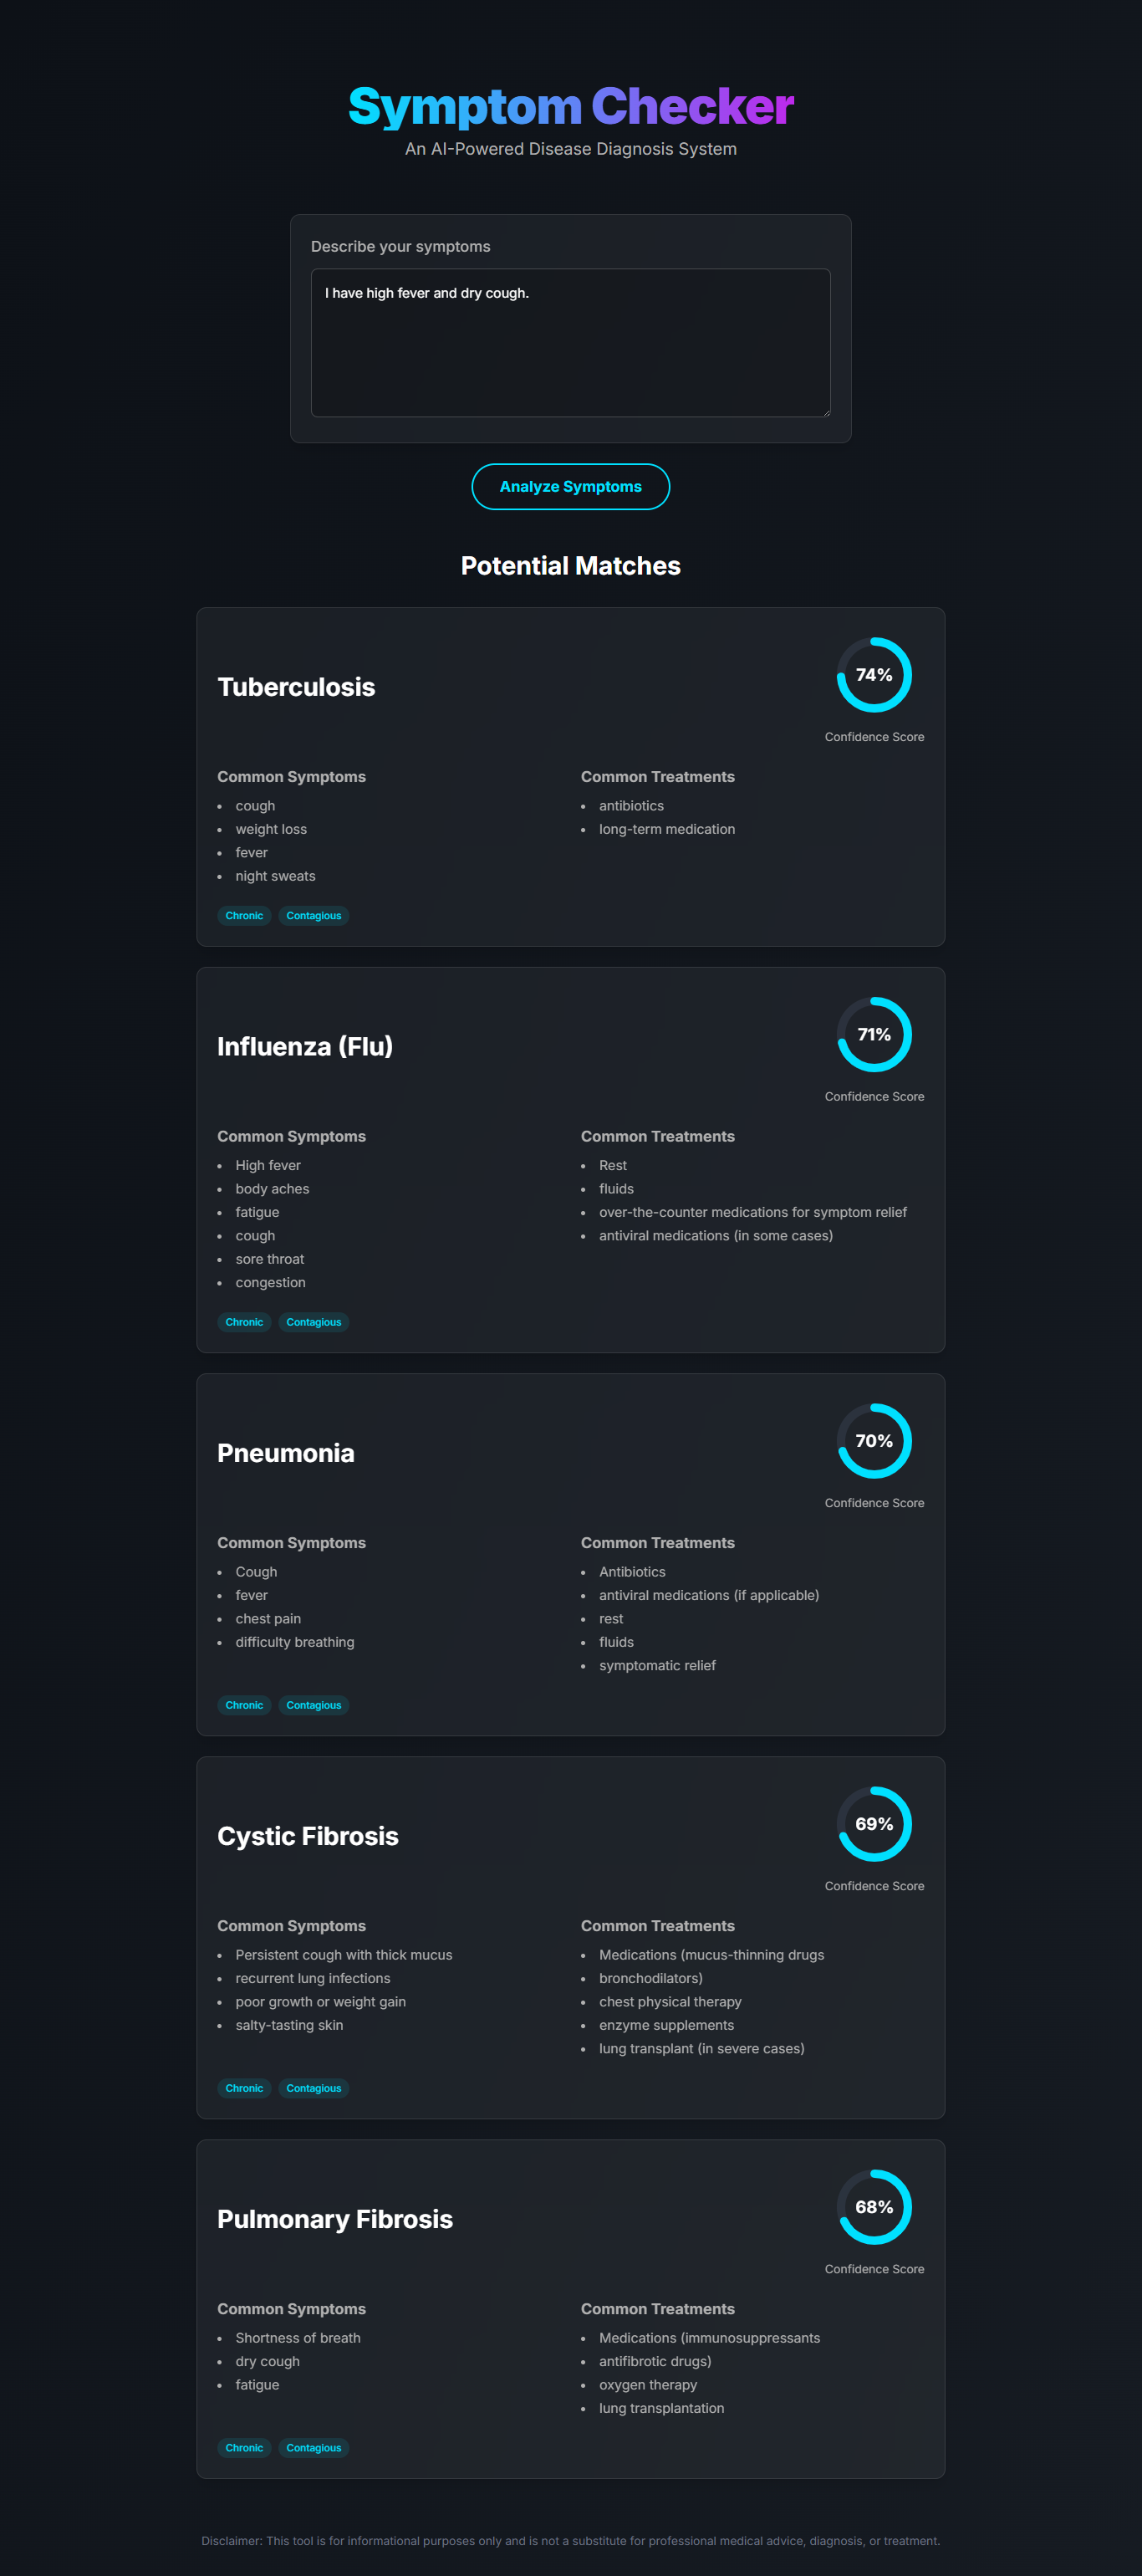 Symptom Checker
An AI-Powered Disease Diagnosis System
Describe your symptoms
I have high fever and dry cough.
Analyze Symptoms
Potential Matches
Tuberculosis
74%
Confidence Score
Common Symptoms
cough
weight loss
fever
night sweats
Common Treatments
antibiotics
long-term medication
Chronic Contagious
Influenza (Flu)
71%
Confidence Score
Common Symptoms
High fever
body aches
fatigue
cough
sore throat
congestion
Common Treatments
Rest
fluids
over-the-counter medications for symptom relief
antiviral medications (in some cases)
Chronic Contagious
Pneumonia
70%
Confidence Score
Common Symptoms
Cough
fever
chest pain
difficulty breathing
Common Treatments
Antibiotics
antiviral medications (if applicable)
rest
fluids
symptomatic relief
Chronic Contagious
Cystic Fibrosis
69%
Confidence Score
Common Symptoms
Persistent cough with thick mucus
recurrent lung infections
poor growth or weight gain
salty-tasting skin
Common Treatments
Medications (mucus-thinning drugs
bronchodilators)
chest physical therapy
enzyme supplements
lung transplant (in severe cases)
Chronic Contagious
Pulmonary Fibrosis
68%
Confidence Score
Common Symptoms
Shortness of breath
dry cough
fatigue
Common Treatments
Medications (immunosuppressants
antifibrotic drugs)
oxygen therapy
lung transplantation
Chronic Contagious
Disclaimer: This tool is for informational purposes only and is not a substitute for professional medical advice, diagnosis, or treatment.